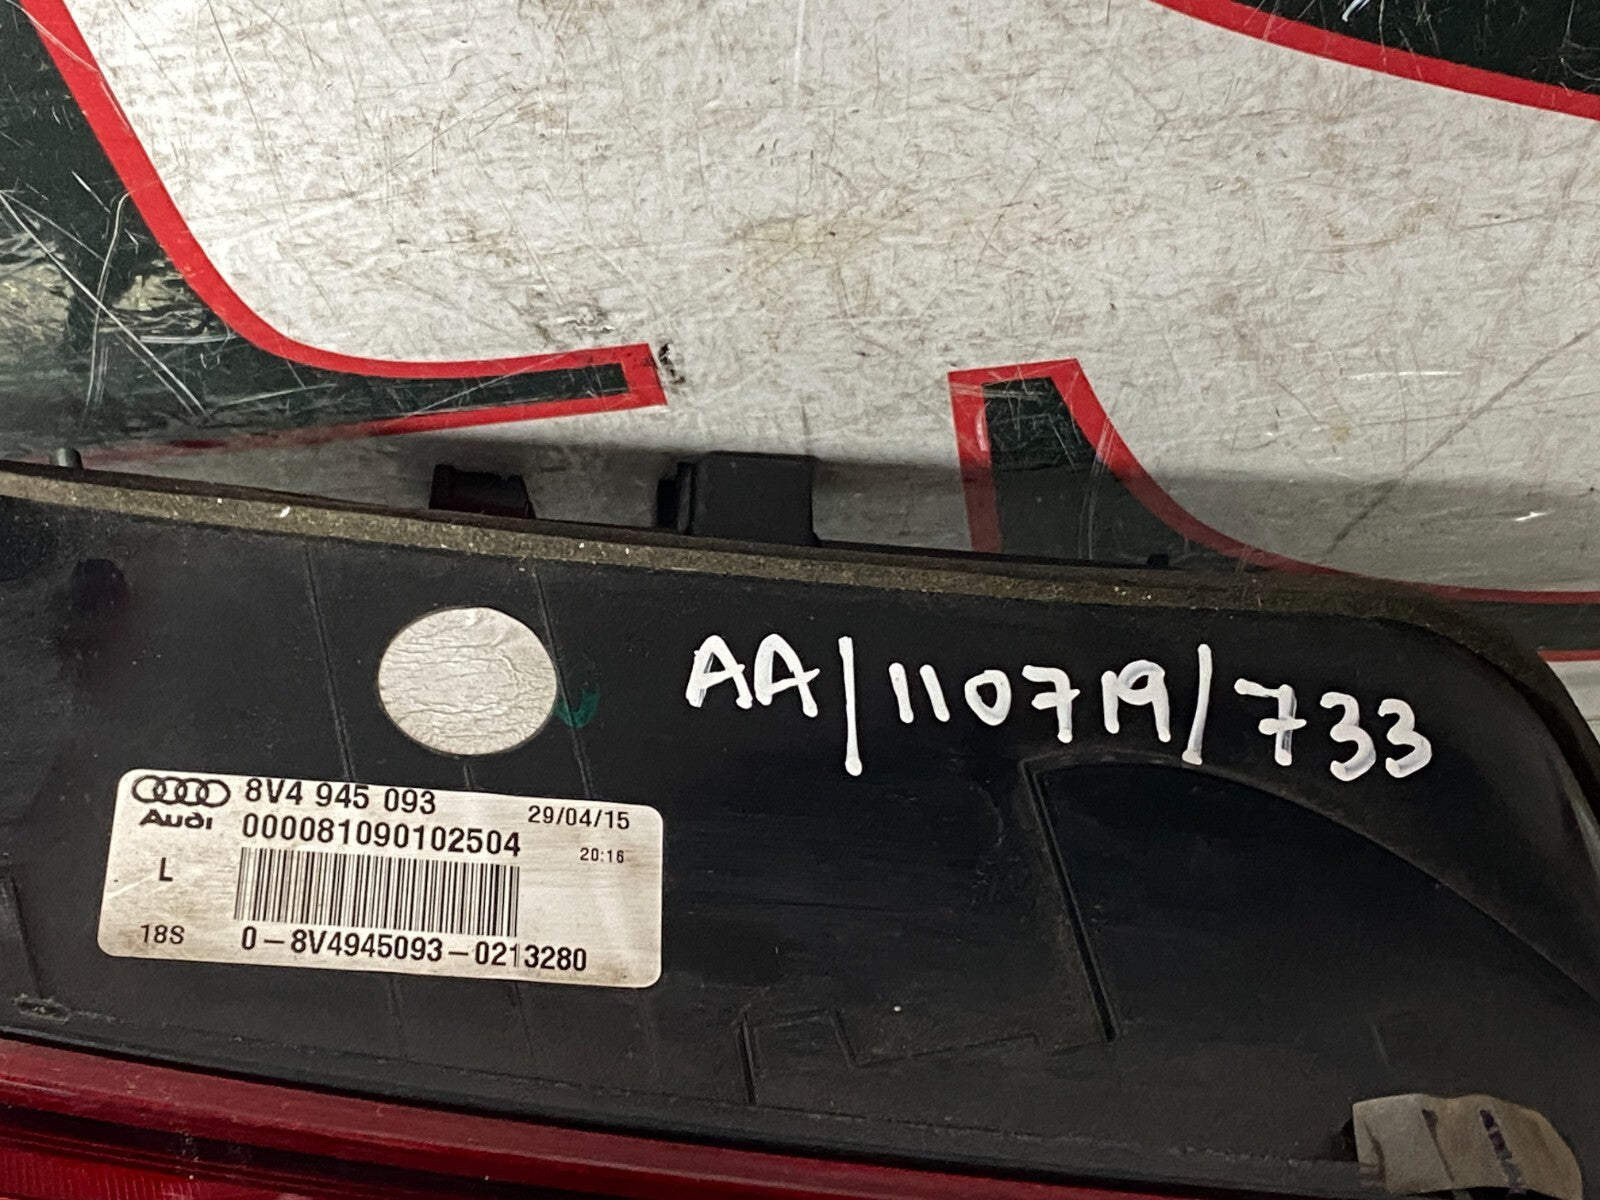 AA/110719/733
8V4 945 093
29/04/15
Audi
000081090102504
20:16
L
18S
0-8V4945093-0213280